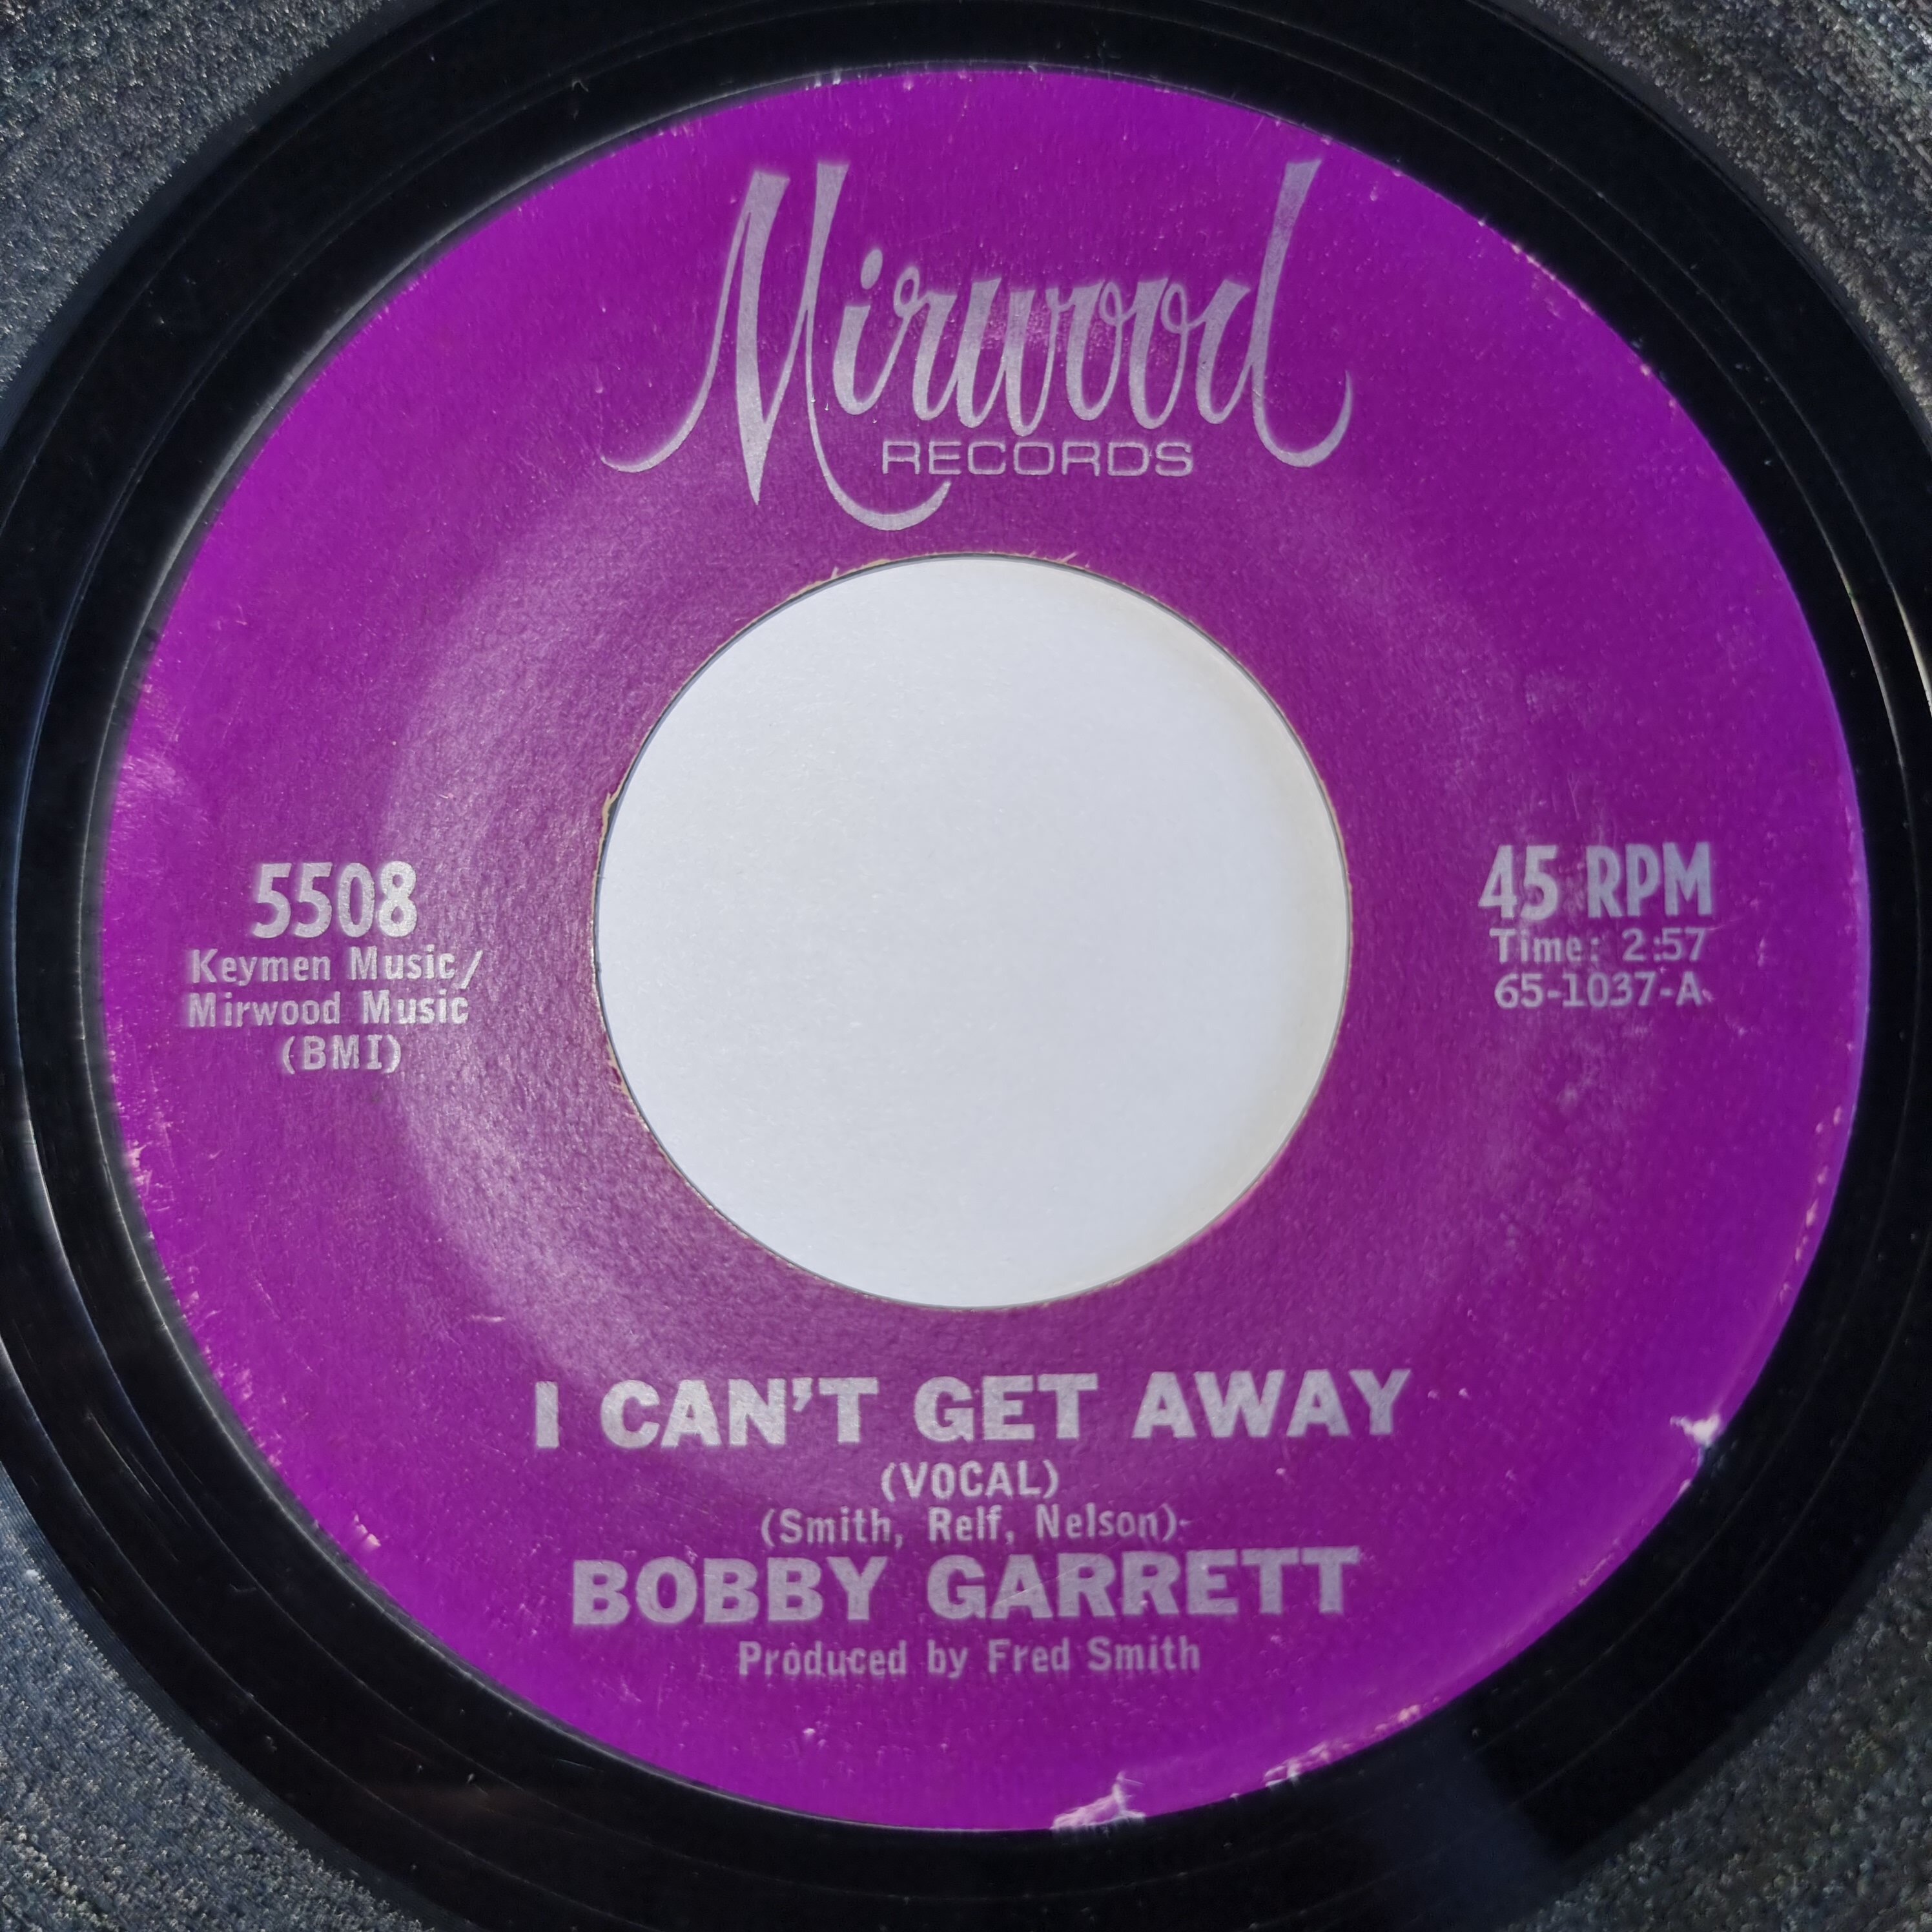 Mirwood
RECORDS
5508
Keymen Music/
Mirwood Music
(BMI)
45 RPM
Time: 2:57
65-1037-A
I CAN'T GET AWAY
(VOCAL)
(Smith, Relf, Nelson)
BOBBY GARRETT
Produced by Fred Smith